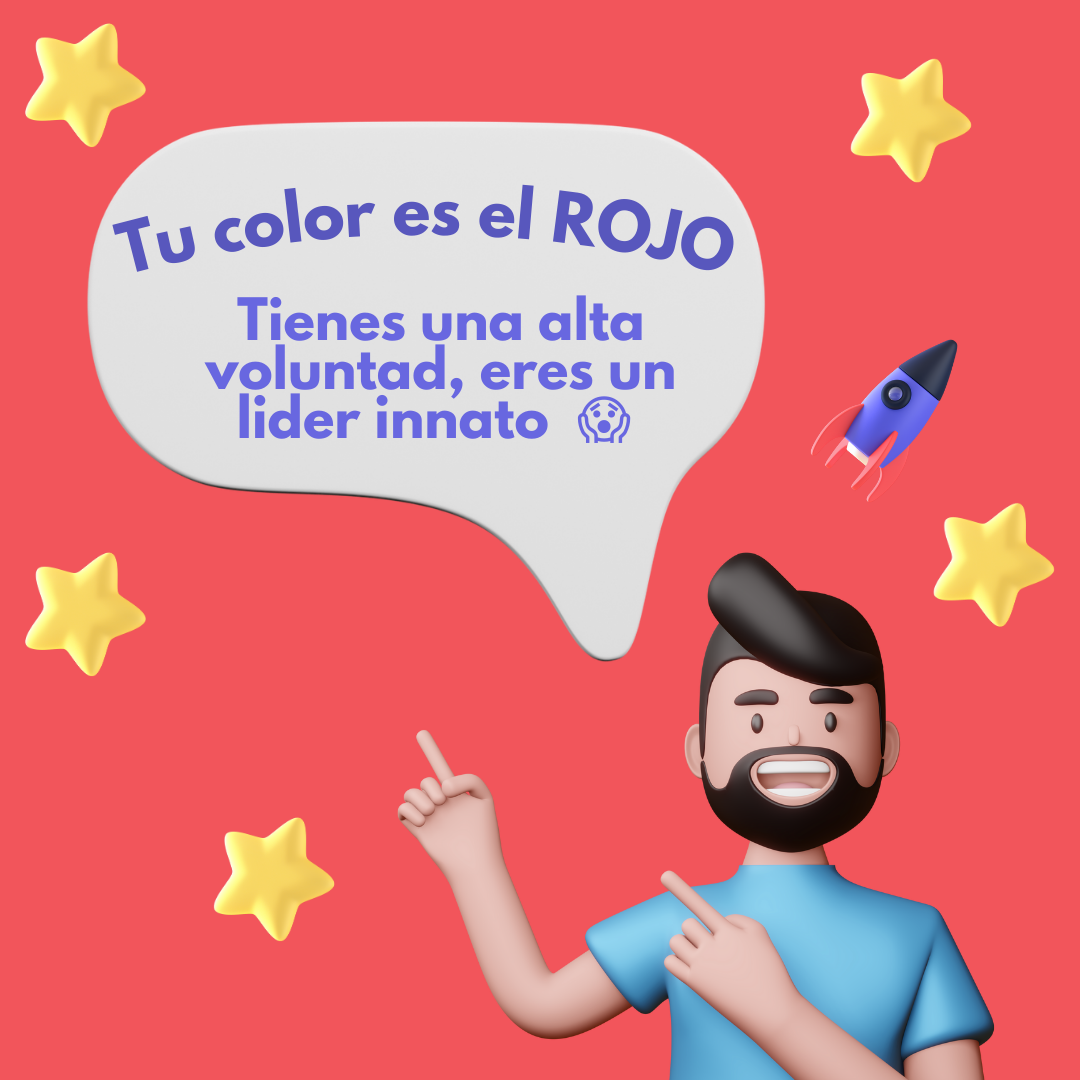 Tu color es el ROJO
Tienes una alta
voluntad, eres un
lider innato 😱